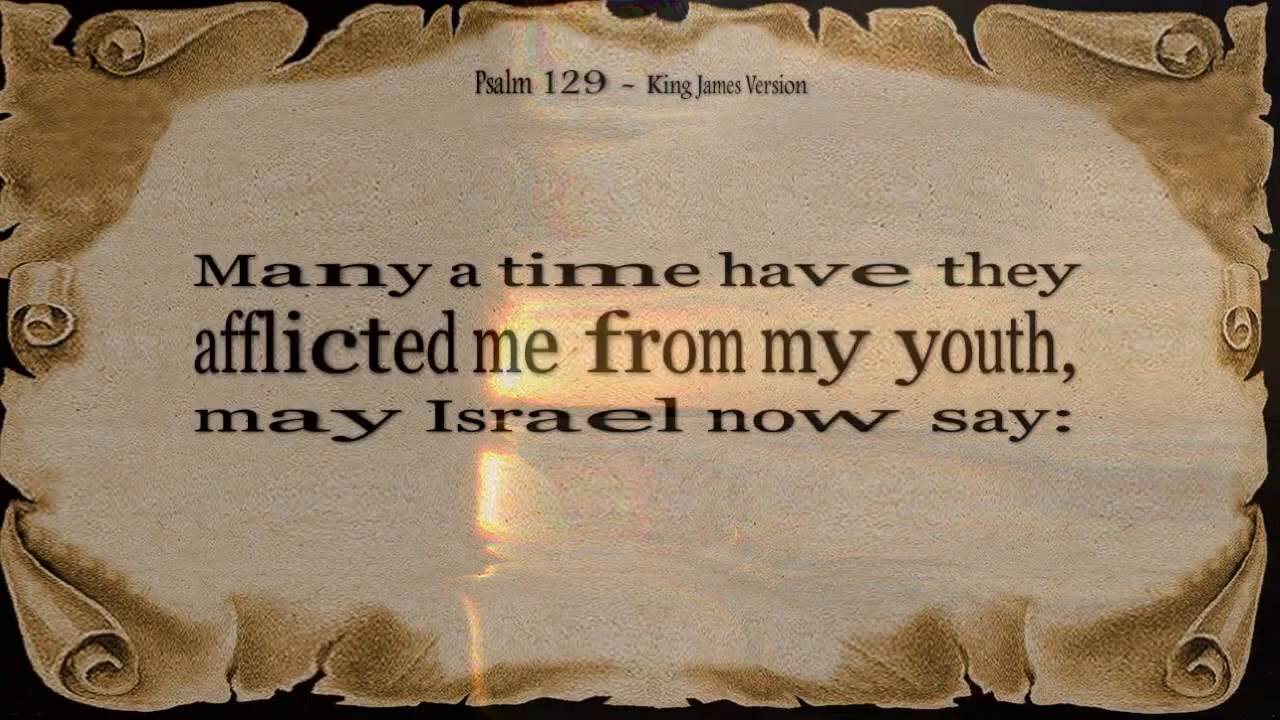 Psalm 129 ~ King James Version
Many a time have they
afflicted me from my youth,
may Israel now say: